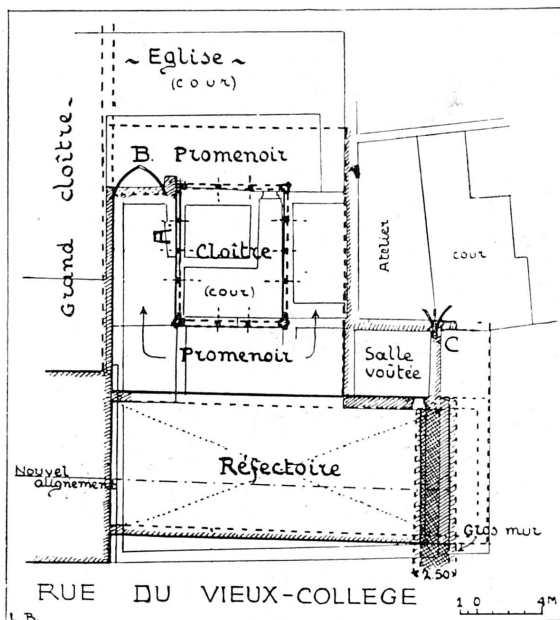 ~ Eglise ~
(cour)
Grand cloître ~
B. Promenoir
Cloître
(cour)
Atelier
cour
Promenoir
Salle
voûtée
C
Réfectoire
Nouvel
alignement
Gros mur
2.50
RUE DU VIEUX-COLLEGE
1 0 4M
L.B.